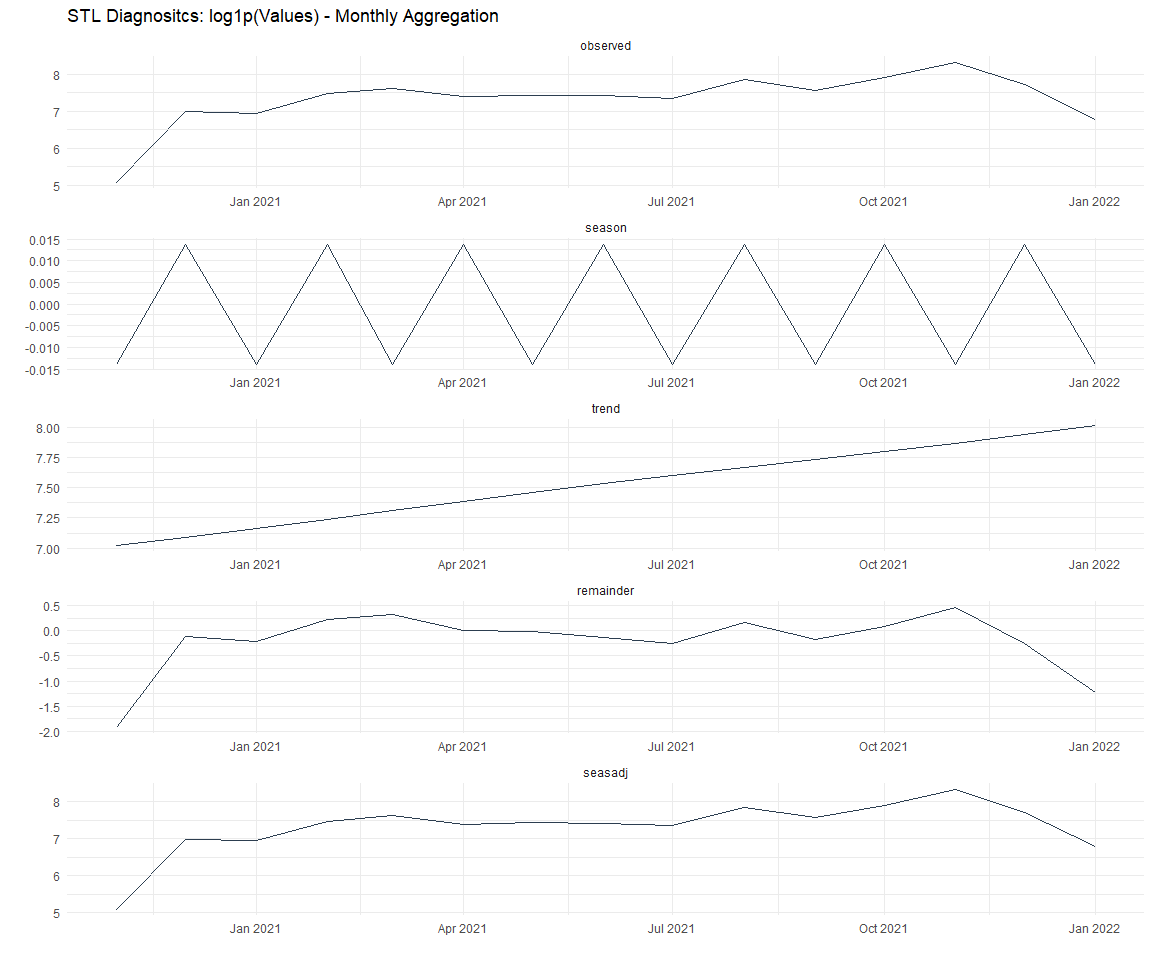 STL Diagnositcs: log1p(Values) - Monthly Aggregation
observed
8
7
6
5
Jan 2021 Apr 2021 Jul 2021 Oct 2021 Jan 2022
season
0.015
0.010
0.005
0.000
-0.005
-0.010
-0.015
Jan 2021 Apr 2021 Jul 2021 Oct 2021 Jan 2022
trend
8.00
7.75
7.50
7.25
7.00
Jan 2021 Apr 2021 Jul 2021 Oct 2021 Jan 2022
remainder
0.5
0.0
-0.5
-1.0
-1.5
-2.0
Jan 2021 Apr 2021 Jul 2021 Oct 2021 Jan 2022
seasadj
8
7
6
5
Jan 2021 Apr 2021 Jul 2021 Oct 2021 Jan 2022